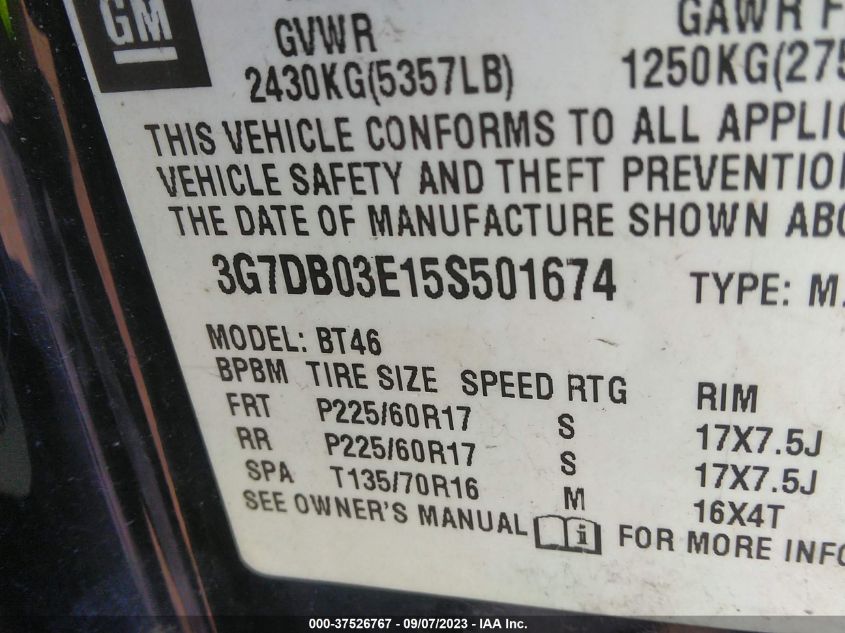 GM
GVWR GAWR F
2430KG(5357LB) 1250KG(275
THIS VEHICLE CONFORMS TO ALL APPLIC
VEHICLE SAFETY AND THEFT PREVENTION
THE DATE OF MANUFACTURE SHOWN ABO
3G7DB03E15S501674 TYPE: M.
MODEL: BT46
BPBM TIRE SIZE SPEED RTG RIM
FRT P225/60R17 S 17X7.5J
RR P225/60R17 S 17X7.5J
SPA T135/70R16 M 16X4T
SEE OWNER'S MANUAL i FOR MORE INFO
000-37526767 - 09/07/2023 - IAA Inc.